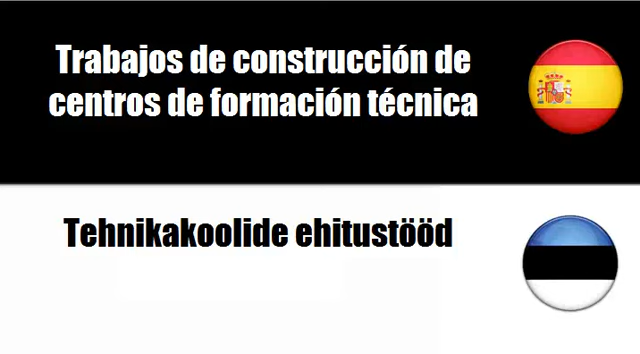 Trabajos de construcción de
centros de formación técnica
Tehnikakoolide ehitustööd